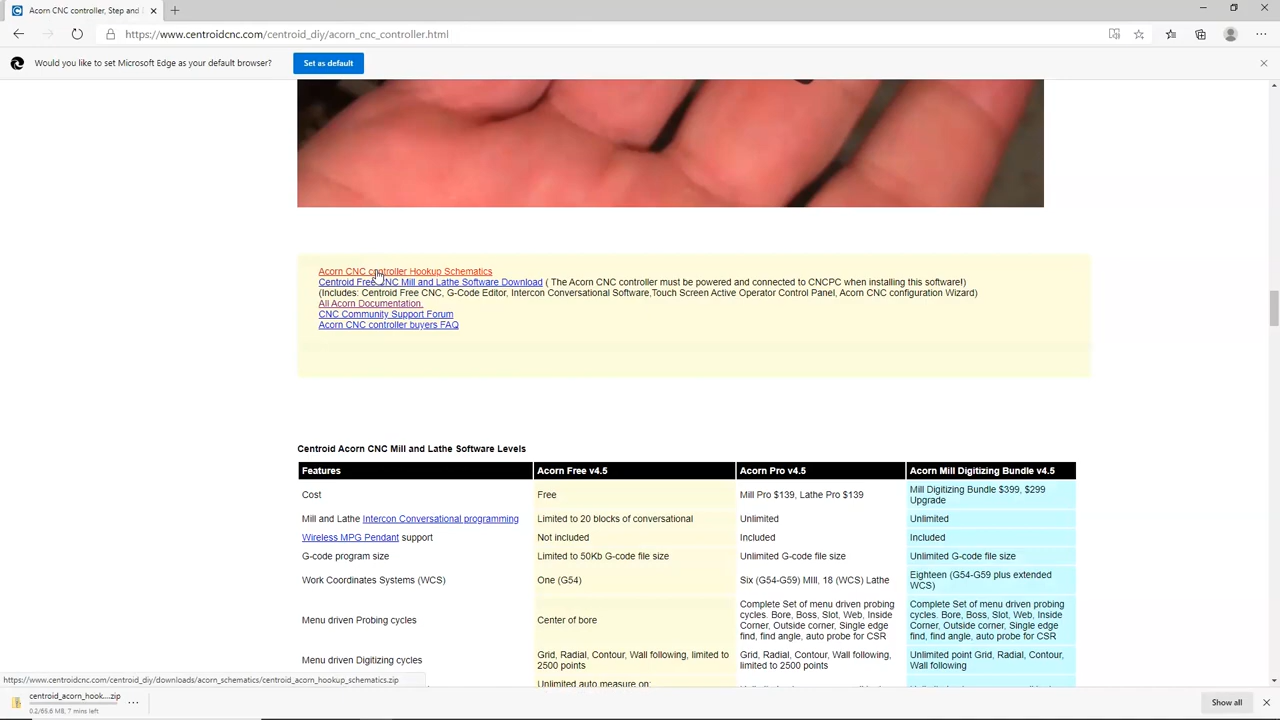 Acorn CNC controller, Step and
https://www.centroidcnc.com/centroid_diy/acorn_cnc_controller.html
Would you like to set Microsoft Edge as your default browser?
Set as default
Acorn CNC controller Hookup Schematics
Centroid Free CNC Mill and Lathe Software Download ( The Acorn CNC controller must be powered and connected to CNCPC when installing this software!)
(Includes: Centroid Free CNC, G-Code Editor, Intercon Conversational Software,Touch Screen Active Operator Control Panel, Acorn CNC configuration Wizard)
All Acorn Documentation.
CNC Community Support Forum
Acorn CNC controller buyers FAQ
Centroid Acorn CNC Mill and Lathe Software Levels
Features Acorn Free v4.5 Acorn Pro v4.5 Acorn Mill Digitizing Bundle v4.5
Cost Free Mill Pro $139, Lathe Pro $139 Mill Digitizing Bundle $399, $299
Upgrade
Mill and Lathe Intercon Conversational programming Limited to 20 blocks of conversational Unlimited Unlimited
Wireless MPG Pendant support Not included Included Included
G-code program size Limited to 50Kb G-code file size Unlimited G-code file size Unlimited G-code file size
Work Coordinates Systems (WCS) One (G54) Six (G54-G59) Mill, 18 (WCS) Lathe Eighteen (G54-G59 plus extended
WCS)
Menu driven Probing cycles Center of bore Complete Set of menu driven probing
cycles. Bore, Boss, Slot, Web, Inside
Corner, Outside corner, Single edge
find, find angle, auto probe for CSR
Complete Set of menu driven probing
cycles. Bore, Boss, Slot, Web, Inside
Corner, Outside corner, Single edge
find, find angle, auto probe for CSR
Menu driven Digitizing cycles Grid, Radial, Contour, Wall following, limited to
2500 points
Grid, Radial, Contour, Wall following,
limited to 2500 points
Unlimited point Grid, Radial, Contour,
Wall following
Unlimited auto measure on:
https://www.centroidcnc.com/centroid_diy/downloads/acorn_schematics/centroid_acorn_hookup_schematics.zip
centroid_acorn_hook....zip
0.2/65.6 MB, 7 mins left
Show all